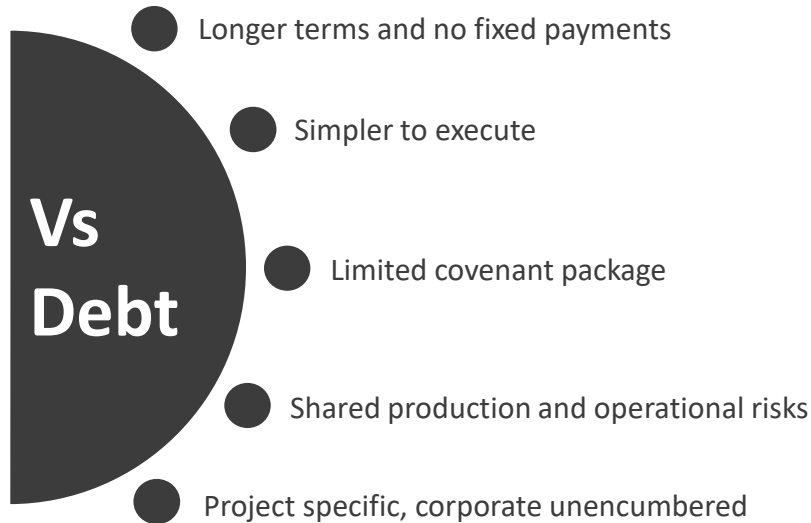 Longer terms and no fixed payments
Simpler to execute
Vs
Debt
Limited covenant package
Shared production and operational risks
Project specific, corporate unencumbered